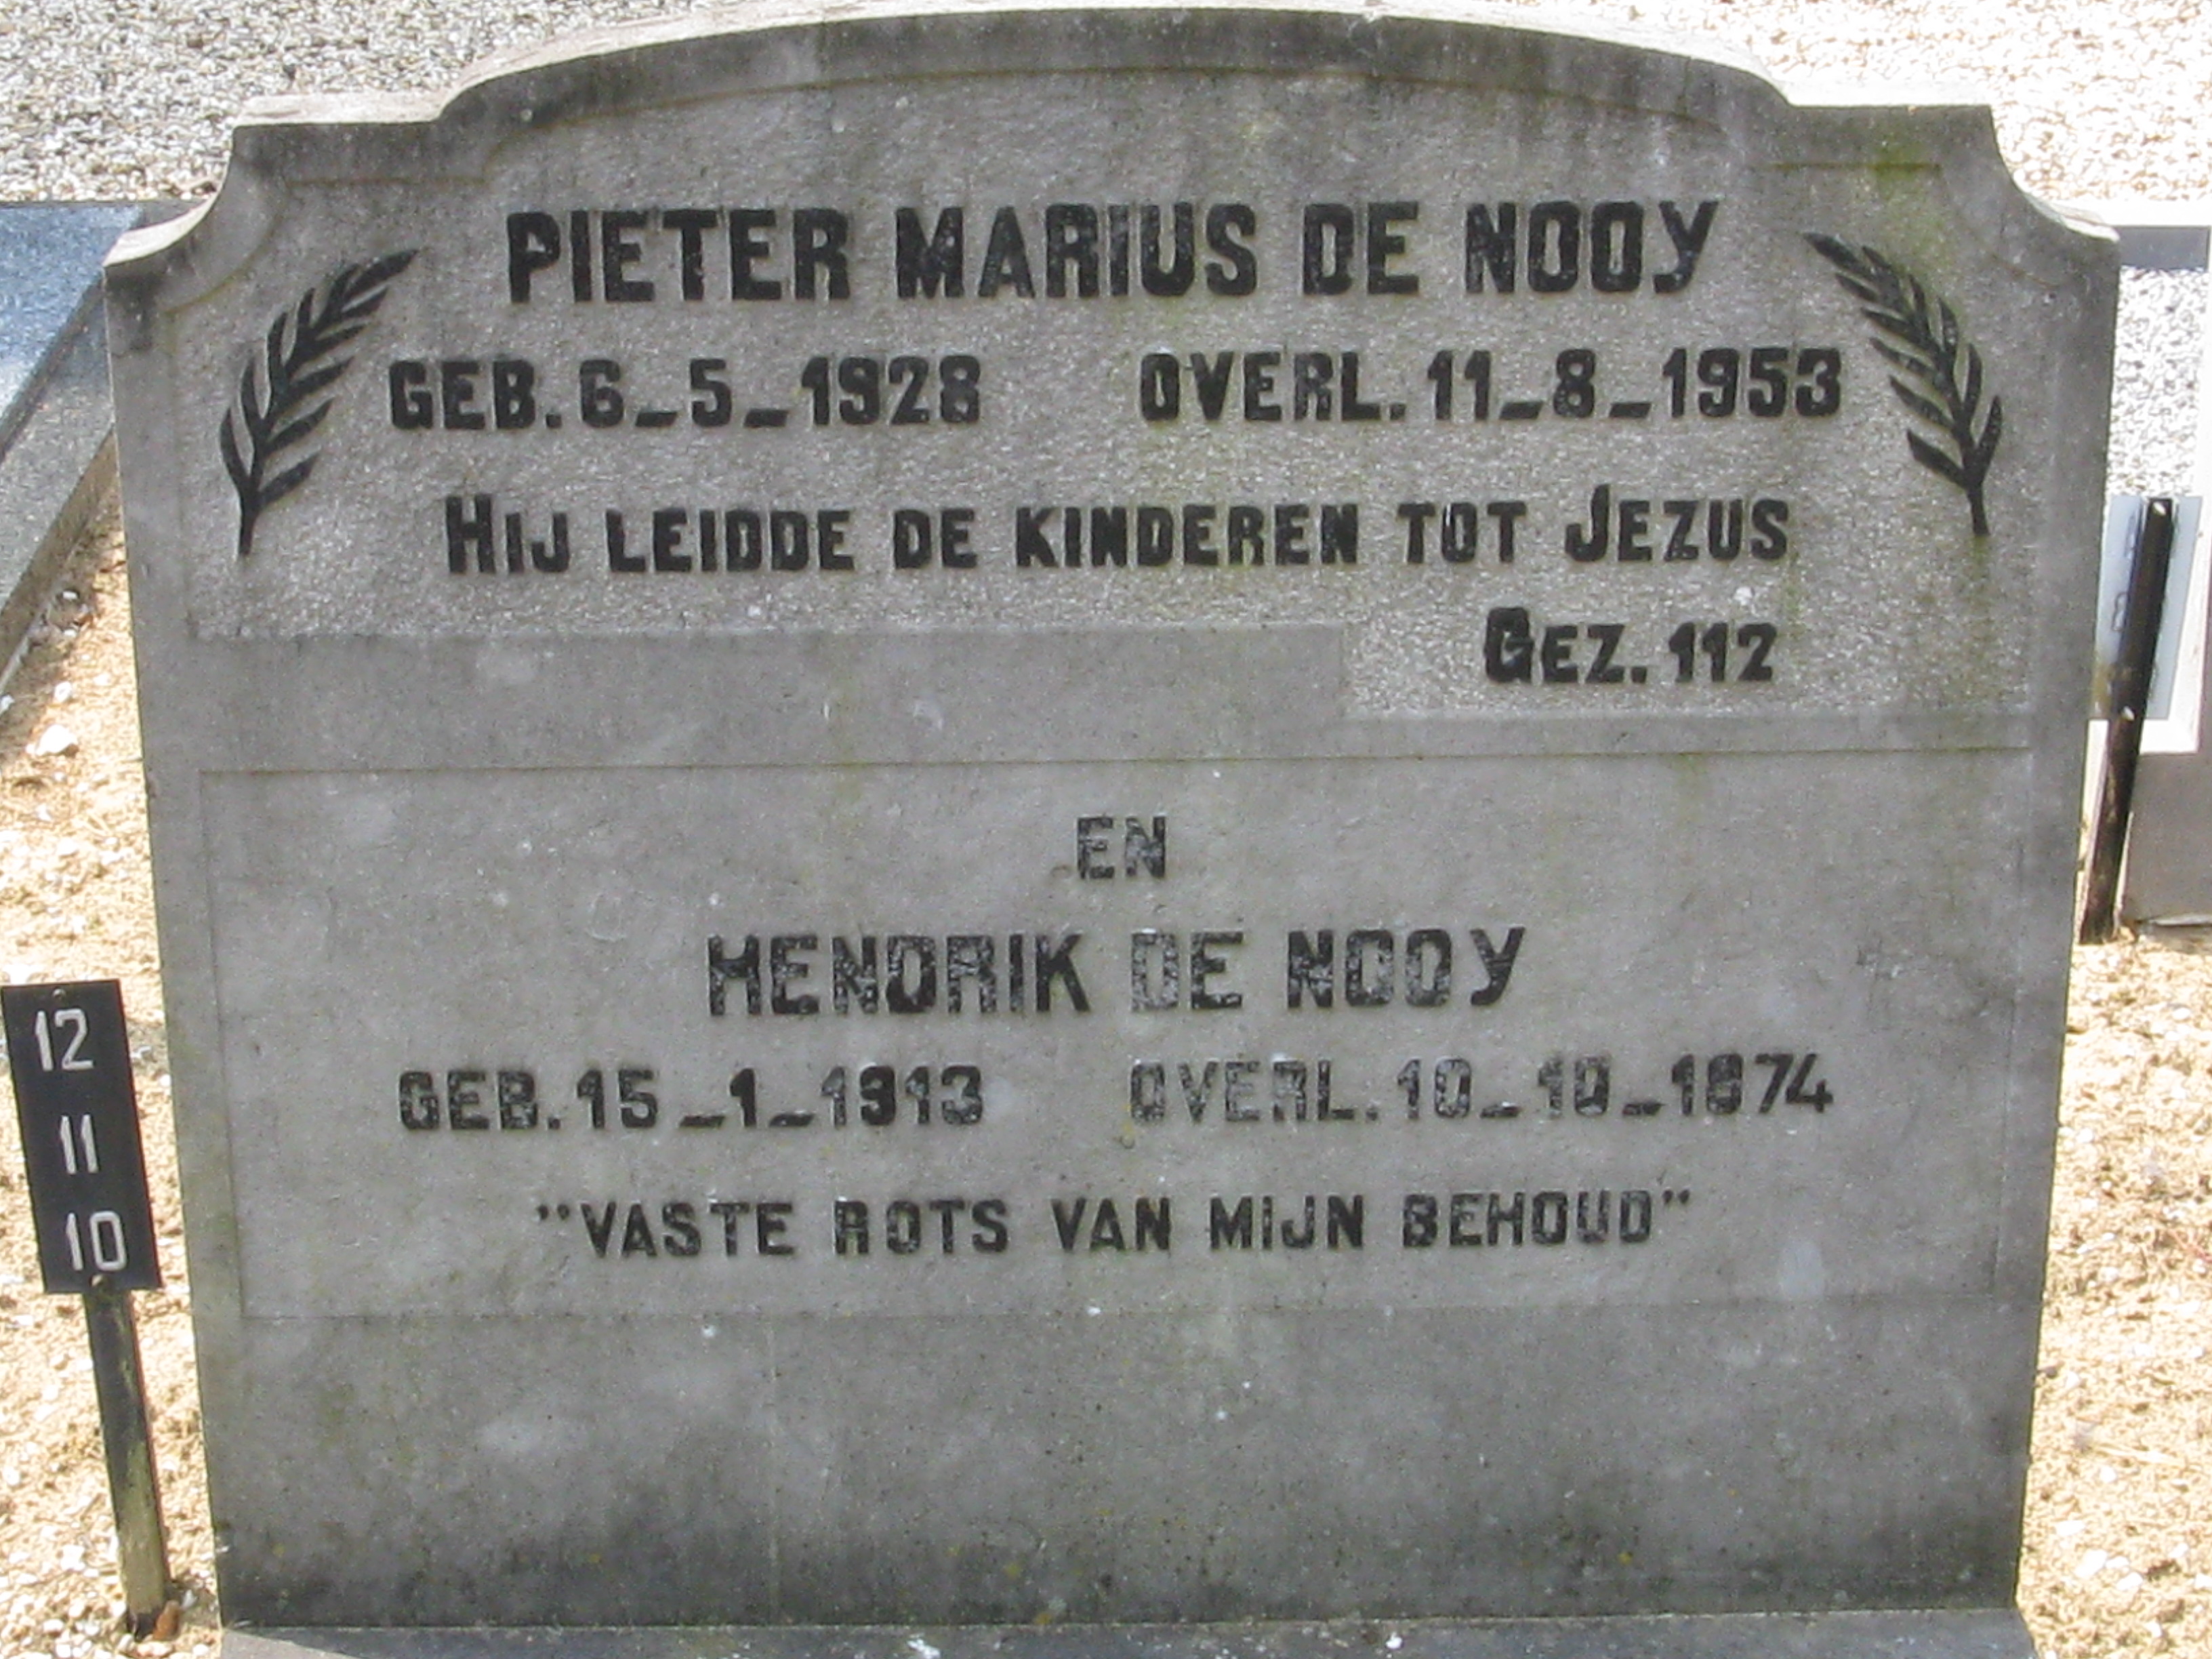 PIETER MARIUS DE NOOY
GEB. 6-5-1928 OVERL. 11-8-1953
HIJ LEIDDE DE KINDEREN TOT JEZUS
GEZ. 112
EN
HENDRIK DE NOOY
GEB. 15-1-1913 OVERL. 10-10-1974
"VASTE ROTS VAN MIJN BEHOUD"
12
11
10